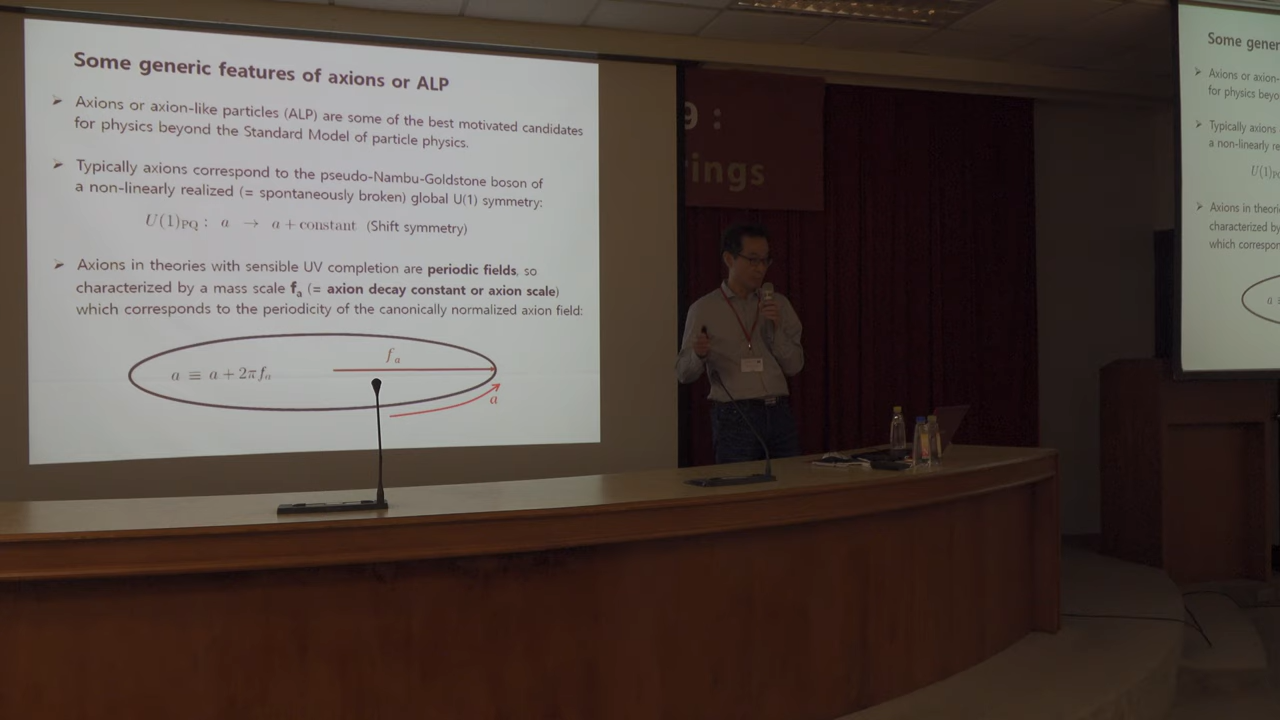 Some generic features of axions or ALP
➢ Axions or axion-like particles (ALP) are some of the best motivated candidates
for physics beyond the Standard Model of particle physics.
➢ Typically axions correspond to the pseudo-Nambu-Goldstone boson of
a non-linearly realized (= spontaneously broken) global U(1) symmetry:
U(1)PQ : a → a + constant (Shift symmetry)
➢ Axions in theories with sensible UV completion are periodic fields, so
characterized by a mass scale fa (= axion decay constant or axion scale)
which corresponds to the periodicity of the canonically normalized axion field:
fa
a ≡ a + 2πfa
a
9 :
rings
Some gener
➢ Axions or axion-
for physics beyo
➢ Typically axions
a non-linearly re
U(1)PQ
➢ Axions in theori
characterized by
which correspon
a ≡